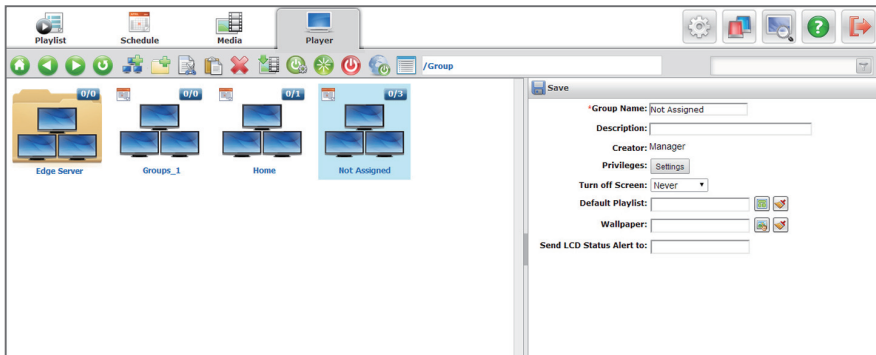 Playlist
Schedule
Media
Player
/Group
0/0
0/0
0/1
0/3
Edge Server
Groups_1
Home
Not Assigned
Save
*Group Name: Not Assigned
Description:
Creator: Manager
Privileges: Settings
Turn off Screen: Never
Default Playlist:
Wallpaper:
Send LCD Status Alert to: